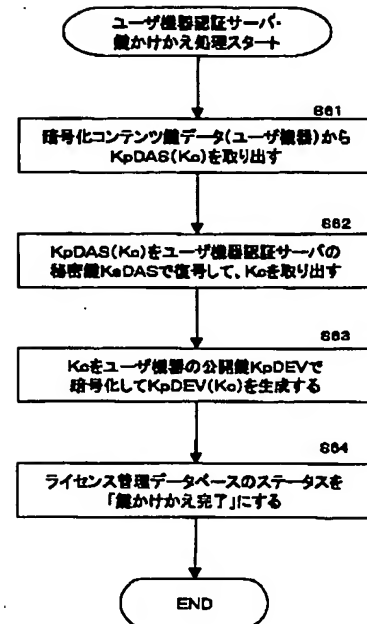 ユーザ機器認証サーバ・
鍵かけかえ処理スタート
S61
暗号化コンテンツ鍵データ(ユーザ機器)から
KpDAS(Kc)を取り出す
S62
KpDAS(Kc)をユーザ機器認証サーバの
秘密鍵KsDASで復号して、Kcを取り出す
S63
Kcをユーザ機器の公開鍵KpDEVで
暗号化してKpDEV(Kc)を生成する
S64
ライセンス管理データベースのステータスを
「鍵かけかえ完了」にする
END